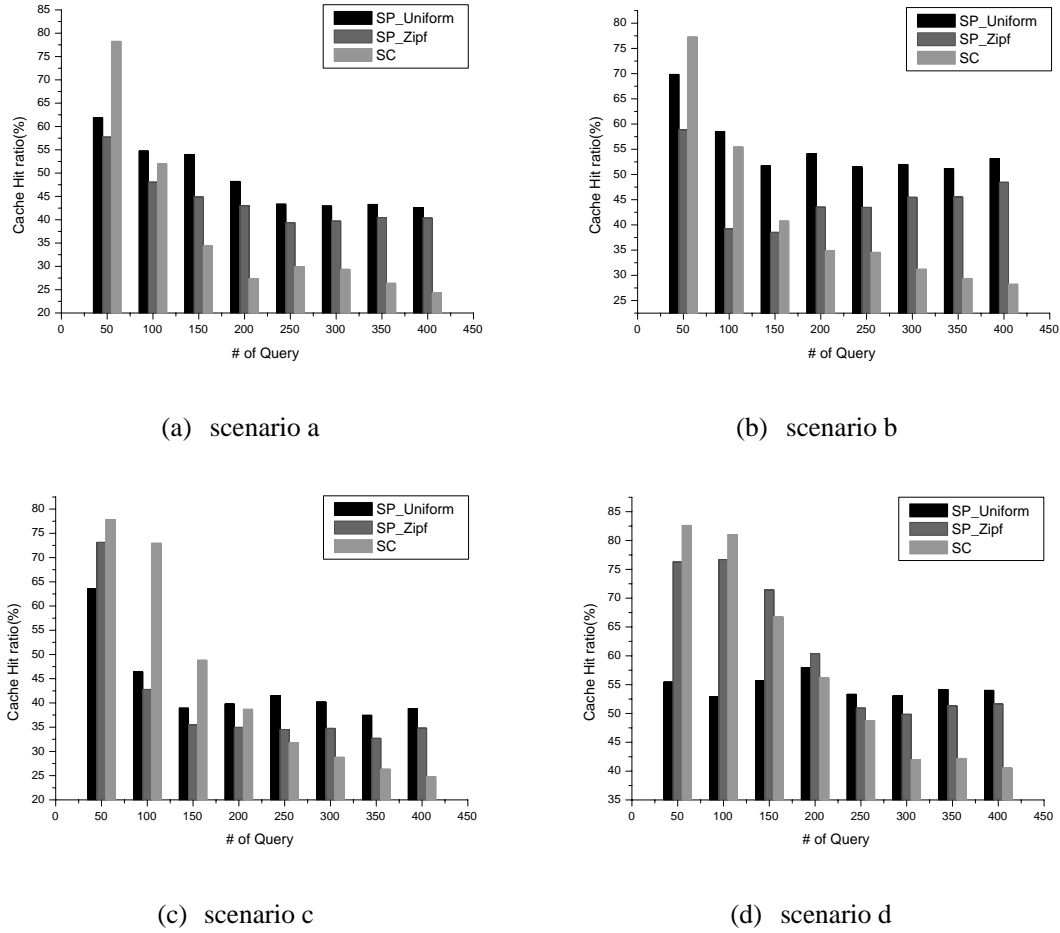 85
80
75
70
65
60
55
50
45
40
35
30
25
20
Cache Hit ratio(%)
SP_Uniform
SP_Zipf
SC
0 50 100 150 200 250 300 350 400 450
# of Query
(a) scenario a
80
75
70
65
60
55
50
45
40
35
30
25
Cache Hit ratio(%)
SP_Uniform
SP_Zipf
SC
0 50 100 150 200 250 300 350 400 450
# of Query
(b) scenario b
80
75
70
65
60
55
50
45
40
35
30
25
20
Cache Hit ratio(%)
SP_Uniform
SP_Zipf
SC
0 50 100 150 200 250 300 350 400 450
# of Query
(c) scenario c
85
80
75
70
65
60
55
50
45
40
35
Cache Hit ratio(%)
SP_Uniform
SP_Zipf
SC
0 50 100 150 200 250 300 350 400 450
# of Query
(d) scenario d